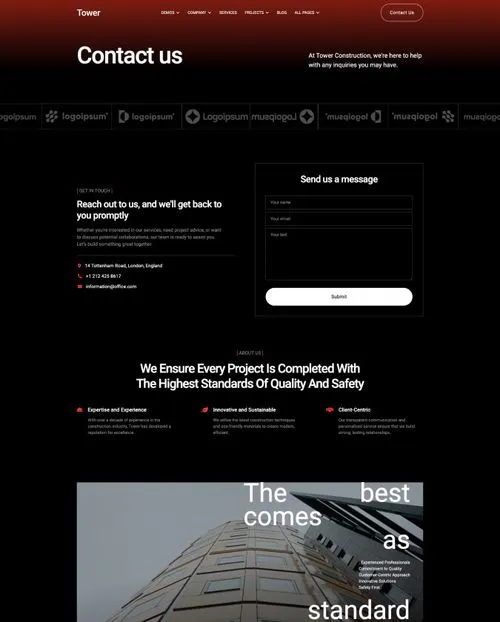 Tower
DEMOS
COMPANY
SERVICES
PROJECTS
BLOG
ALL PAGES
Contact Us
Contact us
At Tower Construction, we're here to help
with any inquiries you may have.
logoipsum
logoipsum
logoipsum
Logoipsum
logoipsum
logoipsum
logoipsum
logoipsum
| GET IN TOUCH |
Reach out to us, and we'll get back to
you promptly
Whether you're interested in our services, need project advice, or want
to discuss potential collaborations, our team is ready to assist you.
Let's build something great together.
14 Tottenham Road, London, England
+1 212 425 8617
information@office.com
Send us a message
Your name
Your email
Your text
Submit
| ABOUT US |
We Ensure Every Project Is Completed With
The Highest Standards Of Quality And Safety
Expertise and Experience
With over a decade of experience in the
construction industry, Tower has developed a
reputation for excellence.
Innovative and Sustainable
We utilize the latest construction techniques
and eco-friendly materials to create modern,
efficient.
Client-Centric
Our transparent communication and
personalised service ensure that we build
strong, lasting relationships.
The best
comes
as
Experienced Professionals
Commitment to Quality
Customer-Centric Approach
Innovative Solutions
Safety First
standard